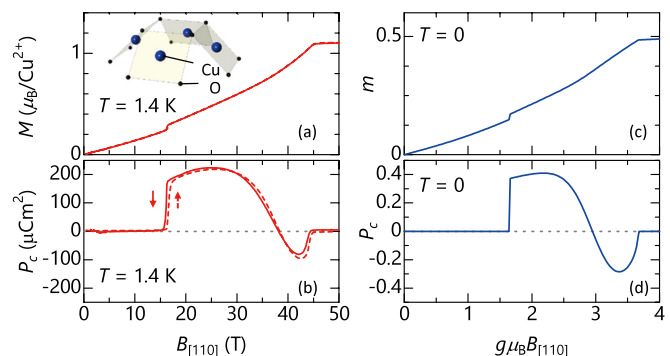 1
0
M (μB/Cu2+)
Cu
O
T = 1.4 K
(a)
0.5
0
m
T = 0
(c)
200
100
0
-100
-200
Pc (μCm2)
T = 1.4 K
(b)
0 10 20 30 40 50
B[110] (T)
0.4
0.2
0.0
-0.2
-0.4
Pc
T = 0
(d)
0 1 2 3 4
gμBB[110]